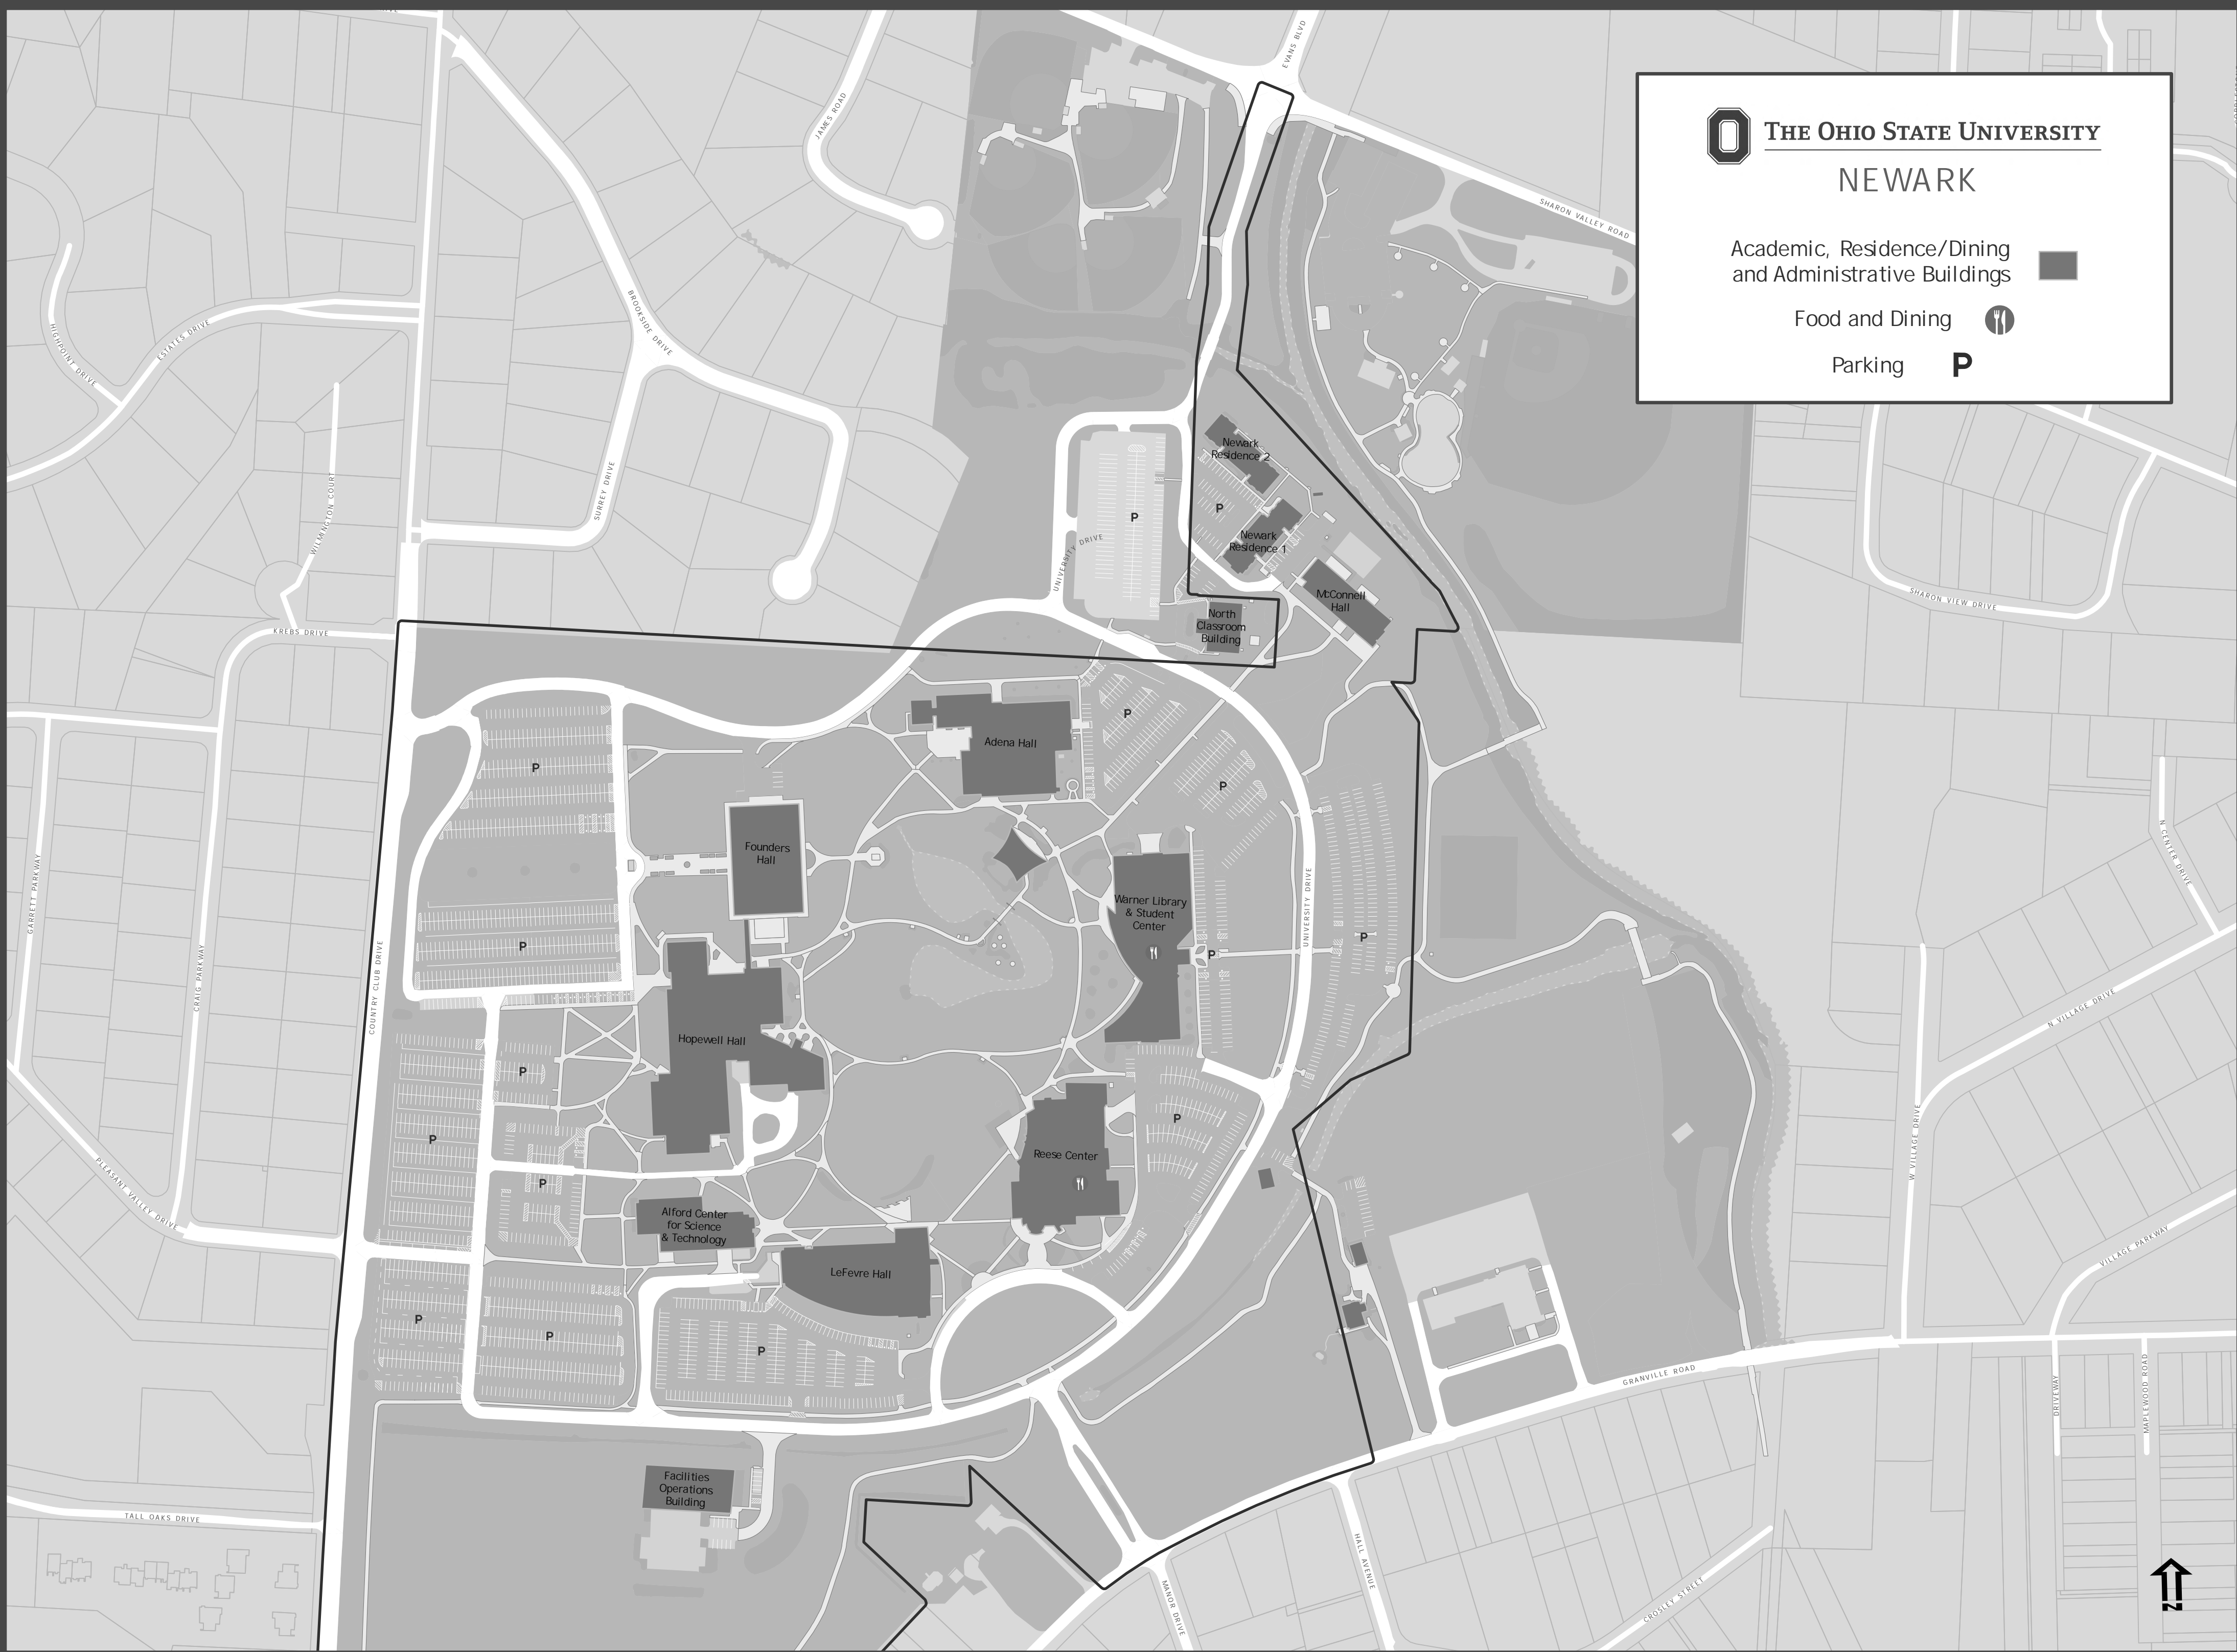 EVANS BLVD
JAMES ROAD
THE OHIO STATE UNIVERSITY
NEWARK
Academic, Residence/Dining
and Administrative Buildings
Food and Dining
Parking P
SHARON VALLEY ROAD
HIGHPOINT DRIVE
ESTATES DRIVE
BROOKSIDE DRIVE
Newark
Residence 2
SURREY DRIVE
WILMINGTON COURT
P
P
Newark
Residence 1
UNIVERSITY DRIVE
McConnell
Hall
SHARON VIEW DRIVE
North
Classroom
Building
KREBS DRIVE
P
Adena Hall
P
P
Founders
Hall
N CENTER DRIVE
GARRETT PARKWAY
Warner Library
& Student
Center
UNIVERSITY DRIVE
P
P
P
CRAIG PARKWAY
COUNTRY CLUB DRIVE
N VILLAGE DRIVE
Hopewell Hall
P
P
P
W VILLAGE DRIVE
Reese Center
PLEASANT VALLEY DRIVE
P
Alford Center
for Science
& Technology
VILLAGE PARKWAY
LeFevre Hall
P
P
P
GRANVILLE ROAD
DRIVEWAY
MAPLEWOOD ROAD
Facilities
Operations
Building
TALL OAKS DRIVE
HALL AVENUE
MANOR DRIVE
CROSLEY STREET
N